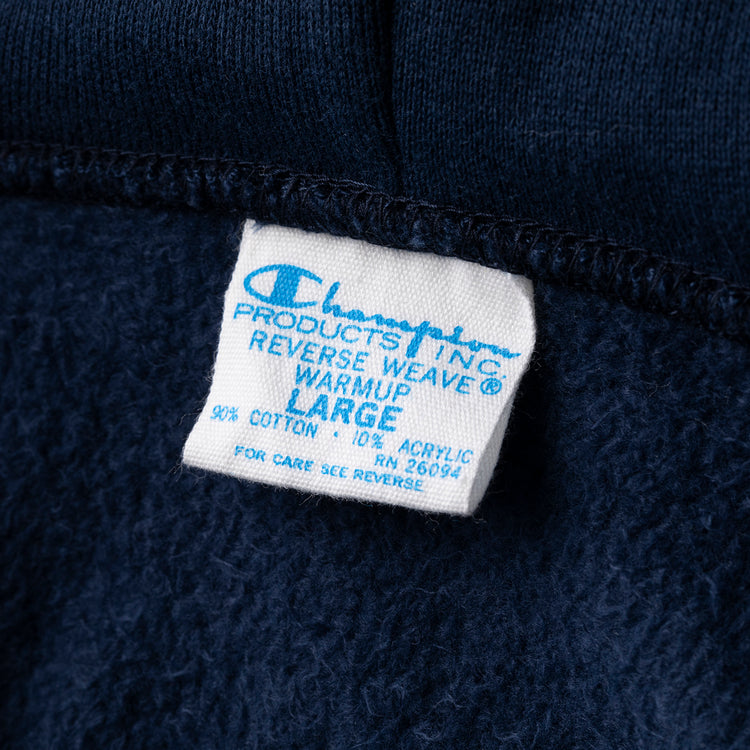 Champion
PRODUCTS INC.
REVERSE WEAVE®
WARMUP
LARGE
90% COTTON · 10% ACRYLIC
RN 26094
FOR CARE SEE REVERSE